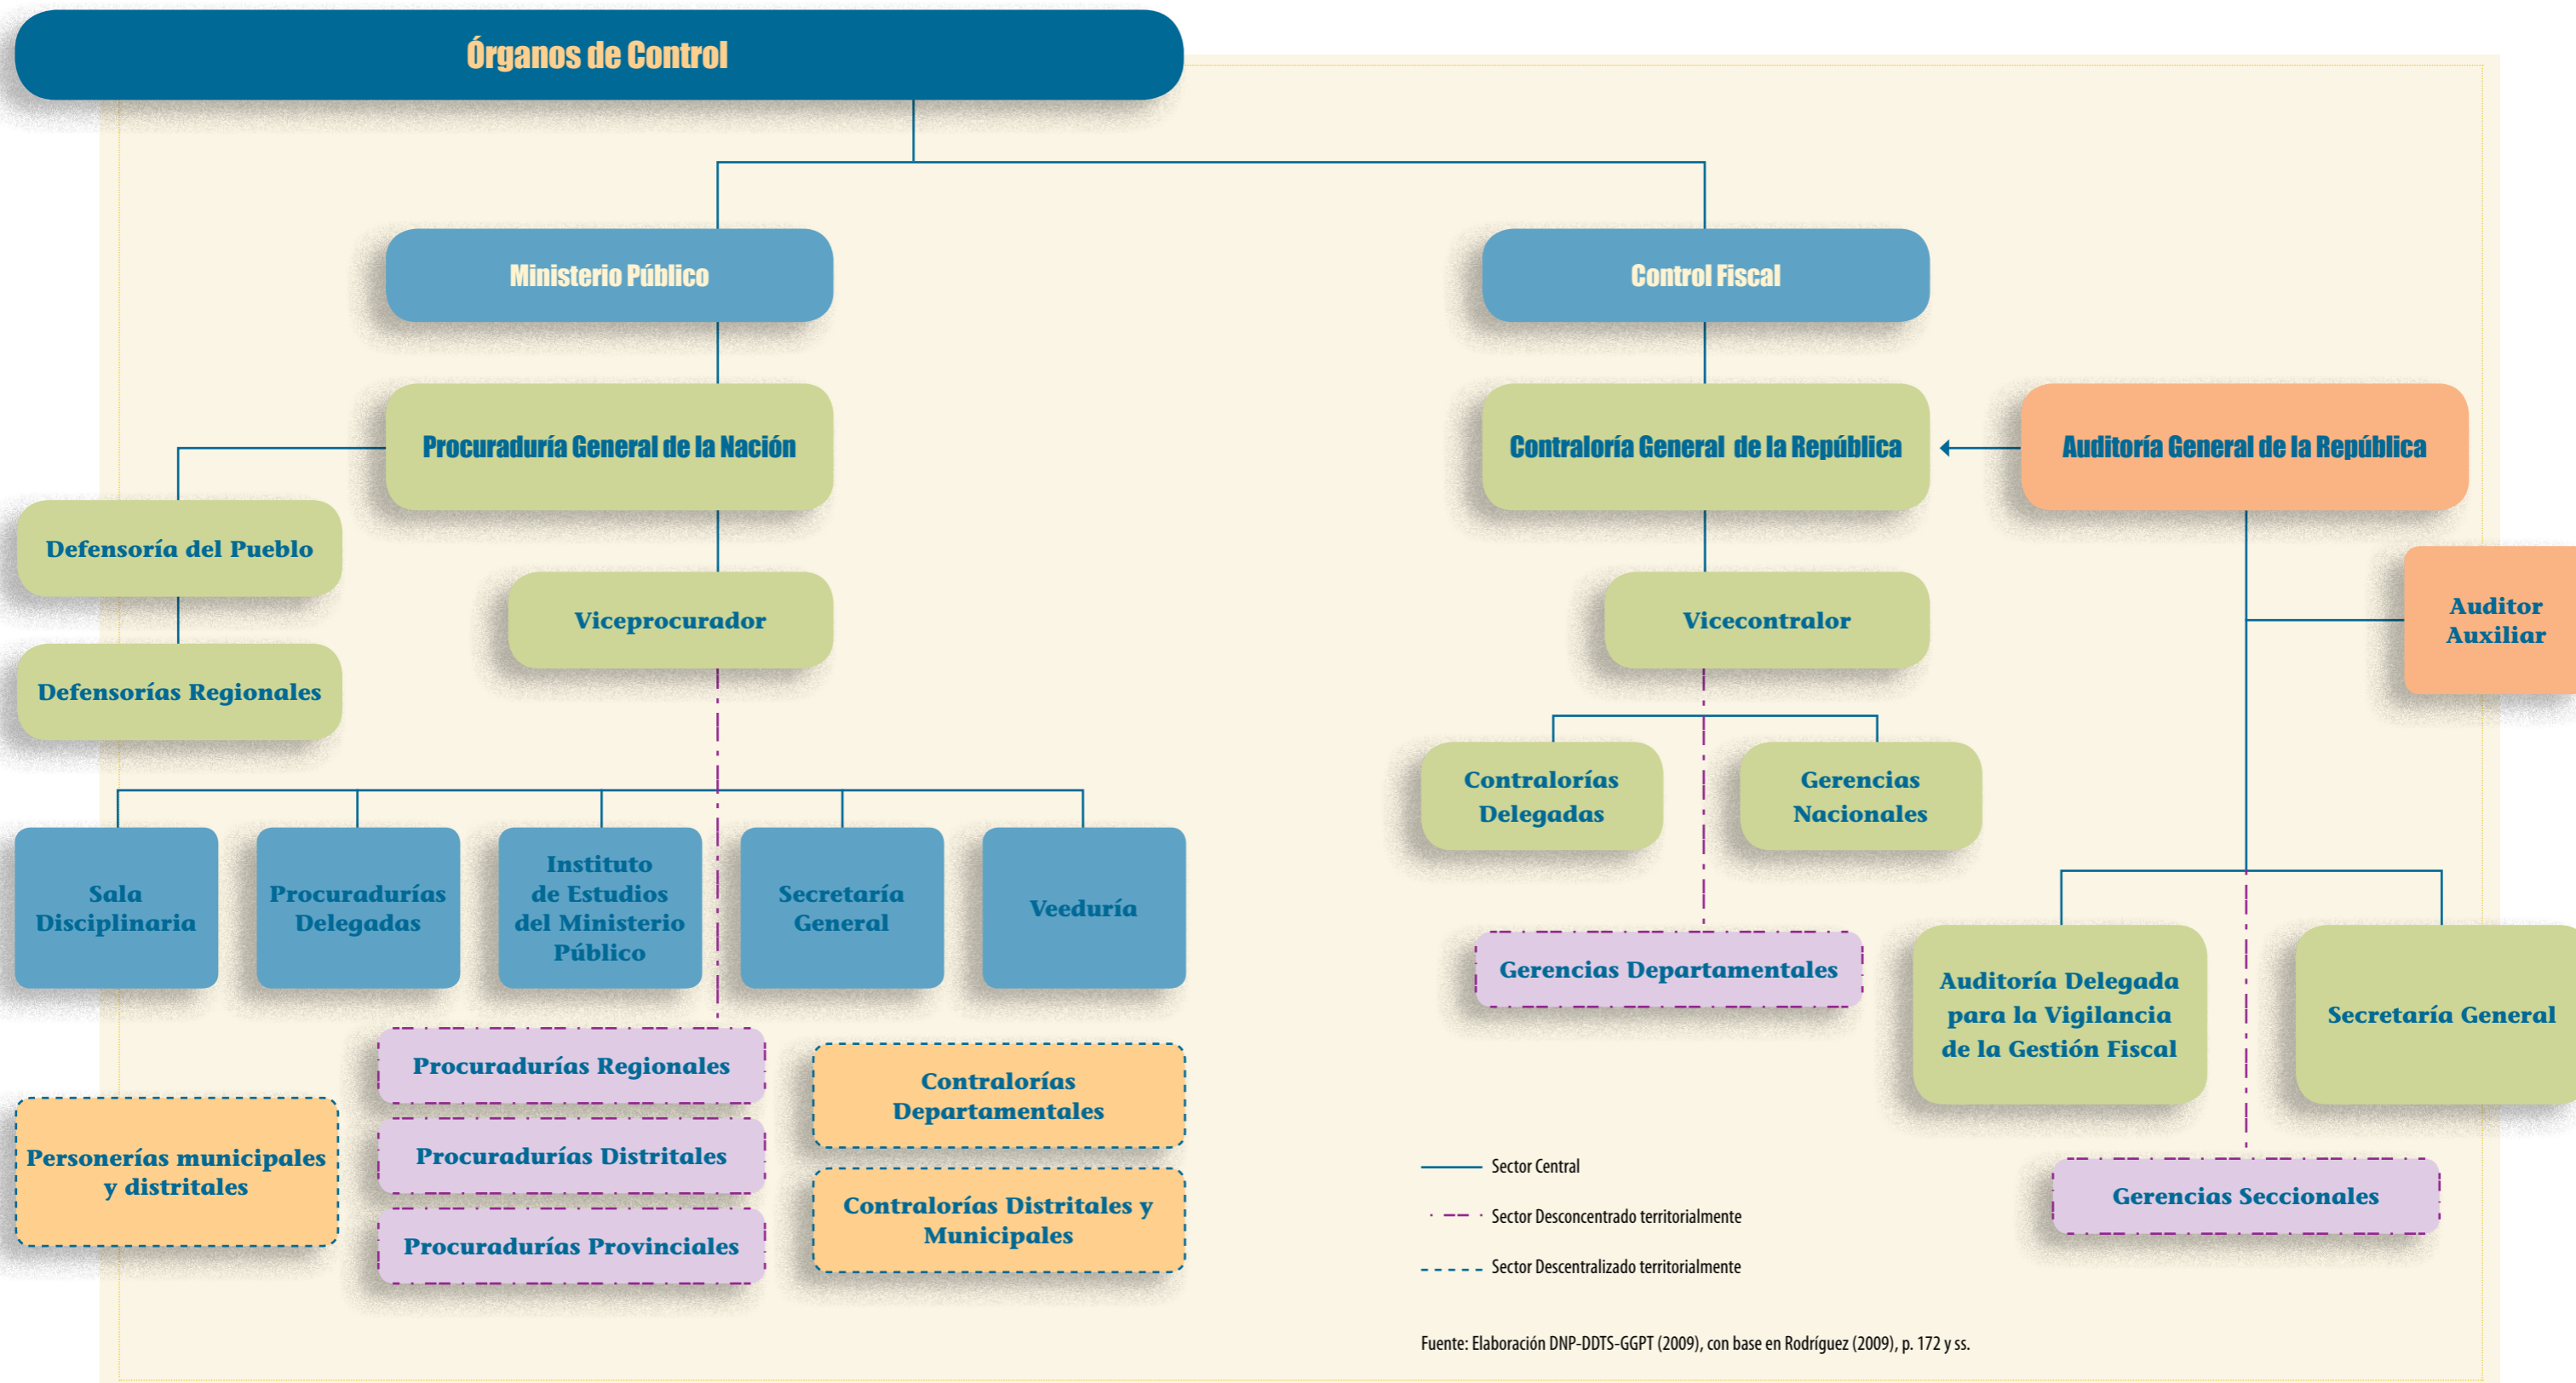 Órganos de Control
Ministerio Público
Control Fiscal
Procuraduría General de la Nación
Contraloría General de la República
Auditoría General de la República
Defensoría del Pueblo
Defensorías Regionales
Viceprocurador
Vicecontralor
Auditor
Auxiliar
Contralorías
Delegadas
Gerencias
Nacionales
Sala
Disciplinaria
Procuradurías
Delegadas
Instituto
de Estudios
del Ministerio
Público
Secretaría
General
Veeduría
Gerencias Departamentales
Auditoría Delegada
para la Vigilancia
de la Gestión Fiscal
Secretaría General
Procuradurías Regionales
Procuradurías Distritales
Procuradurías Provinciales
Contralorías
Departamentales
Contralorías Distritales y
Municipales
Personerías municipales
y distritales
Gerencias Seccionales
Sector Central
Sector Desconcentrado territorialmente
Sector Descentralizado territorialmente
Fuente: Elaboración DNP-DDTS-GGPT (2009), con base en Rodríguez (2009), p. 172 y ss.